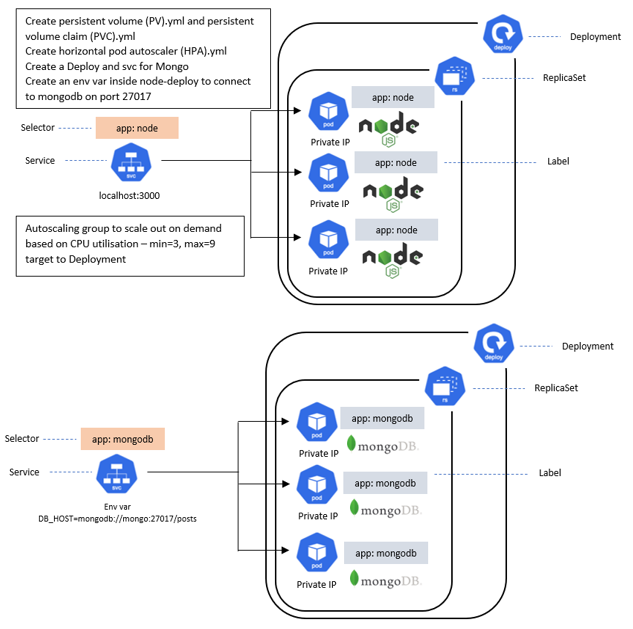 Create persistent volume (PV).yml and persistent
volume claim (PVC).yml
Create horizontal pod autoscaler (HPA).yml
Create a Deploy and svc for Mongo
Create an env var inside node-deploy to connect
to mongodb on port 27017
deploy
Deployment
rs
ReplicaSet
app: node
pod
node
JS
Private IP
Selector
app: node
Service
svc
localhost:3000
app: node
Label
pod
node
JS
Private IP
app: node
pod
node
JS
Private IP
Autoscaling group to scale out on demand
based on CPU utilisation – min=3, max=9
target to Deployment
deploy
Deployment
rs
ReplicaSet
app: mongodb
pod
mongoDB.
Private IP
Selector
app: mongodb
Service
svc
Env var
DB_HOST=mongodb://mongo:27017/posts
app: mongodb
Label
pod
mongoDB.
Private IP
app: mongodb
pod
mongoDB.
Private IP